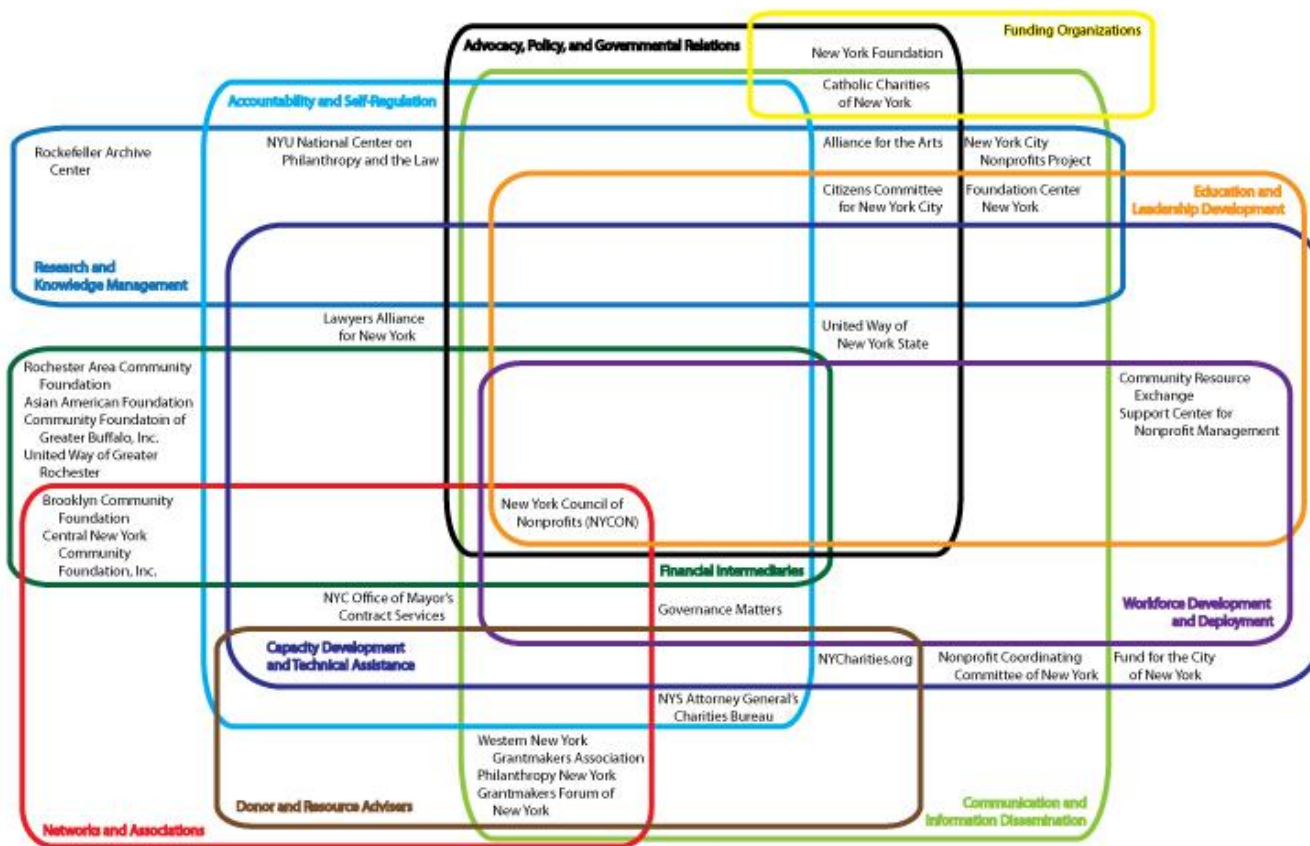 Funding Organizations
Advocacy, Policy, and Governmental Relations
New York Foundation
Catholic Charities
of New York
Accountability and Self-Regulation
Rockefeller Archive
Center
NYU National Center on
Philanthropy and the Law
Alliance for the Arts
New York City
Nonprofits Project
Citizens Committee
for New York City
Foundation Center
New York
Education and
Leadership Development
Research and
Knowledge Management
Lawyers Alliance
for New York
United Way of
New York State
Rochester Area Community
Foundation
Asian American Foundation
Community Foundatoin of
Greater Buffalo, Inc.
United Way of Greater
Rochester
Community Resource
Exchange
Support Center for
Nonprofit Management
Brooklyn Community
Foundation
Central New York
Community
Foundation, Inc.
New York Council of
Nonprofits (NYCON)
Financial Intermediaries
NYC Office of Mayor's
Contract Services
Governance Matters
Workforce Development
and Deployment
Capacity Development
and Technical Assistance
NYCharities.org
Nonprofit Coordinating
Committee of New York
Fund for the City
of New York
NYS Attorney General's
Charities Bureau
Western New York
Grantmakers Association
Philanthropy New York
Grantmakers Forum of
New York
Donor and Resource Advisers
Communication and
Information Dissemination
Networks and Associations